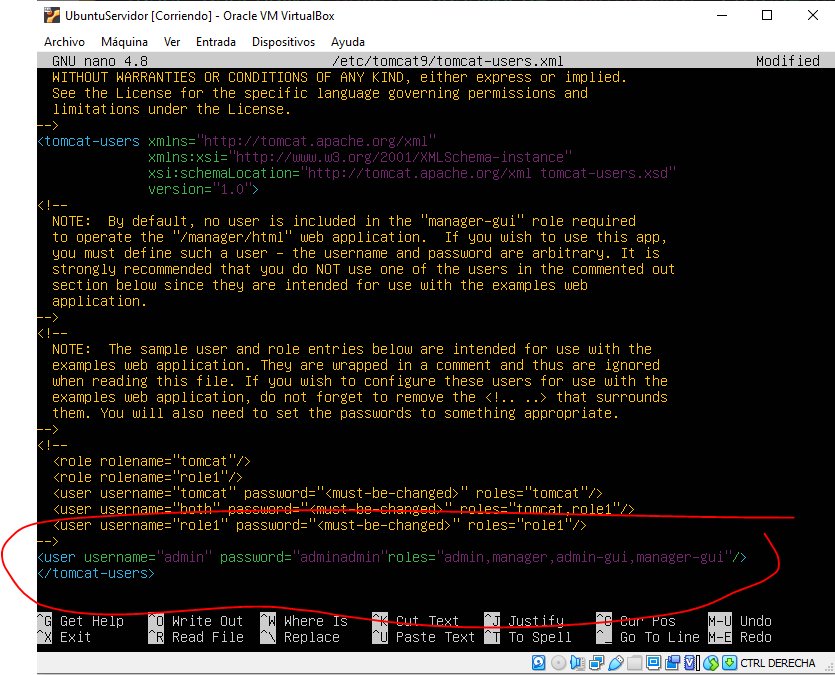 UbuntuServidor [Corriendo] - Oracle VM VirtualBox
Archivo Máquina Ver Entrada Dispositivos Ayuda
GNU nano 4.8 /etc/tomcat9/tomcat-users.xml Modified
WITHOUT WARRANTIES OR CONDITIONS OF ANY KIND, either express or implied.
See the License for the specific language governing permissions and
limitations under the License.
-->
<tomcat-users xmlns="http://tomcat.apache.org/xml"
xmlns:xsi="http://www.w3.org/2001/XMLSchema-instance"
xsi:schemaLocation="http://tomcat.apache.org/xml tomcat-users.xsd"
version="1.0">
<!--
NOTE: By default, no user is included in the "manager-gui" role required
to operate the "/manager/html" web application. If you wish to use this app,
you must define such a user - the username and password are arbitrary. It is
strongly recommended that you do NOT use one of the users in the commented out
section below since they are intended for use with the examples web
application.
-->
<!--
NOTE: The sample user and role entries below are intended for use with the
examples web application. They are wrapped in a comment and thus are ignored
when reading this file. If you wish to configure these users for use with the
examples web application, do not forget to remove the <!.. ..> that surrounds
them. You will also need to set the passwords to something appropriate.
-->
<!--
<role rolename="tomcat"/>
<role rolename="role1"/>
<user username="tomcat" password="<must-be-changed>" roles="tomcat"/>
<user username="both" password="<must-be-changed>" roles="tomcat,role1"/>
<user username="role1" password="<must-be-changed>" roles="role1"/>
-->
<user username="admin" password="adminadmin"roles="admin,manager,admin-gui,manager-gui"/>
</tomcat-users>
^G Get Help ^O Write Out ^W Where Is ^K Cut Text ^J Justify ^C Cur Pos M-U Undo
^X Exit ^R Read File ^\ Replace ^U Paste Text ^T To Spell ^_ Go To Line M-E Redo
CTRL DERECHA